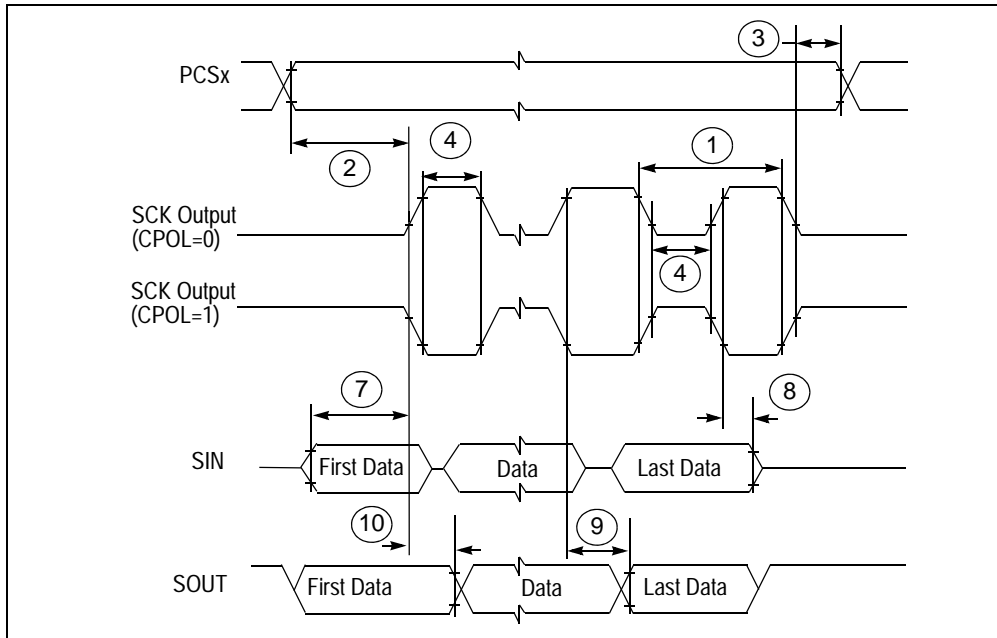 3
PCSx
2
4
1
SCK Output
(CPOL=0)
4
SCK Output
(CPOL=1)
7
8
SIN
First Data
Data
Last Data
10
9
SOUT
First Data
Data
Last Data